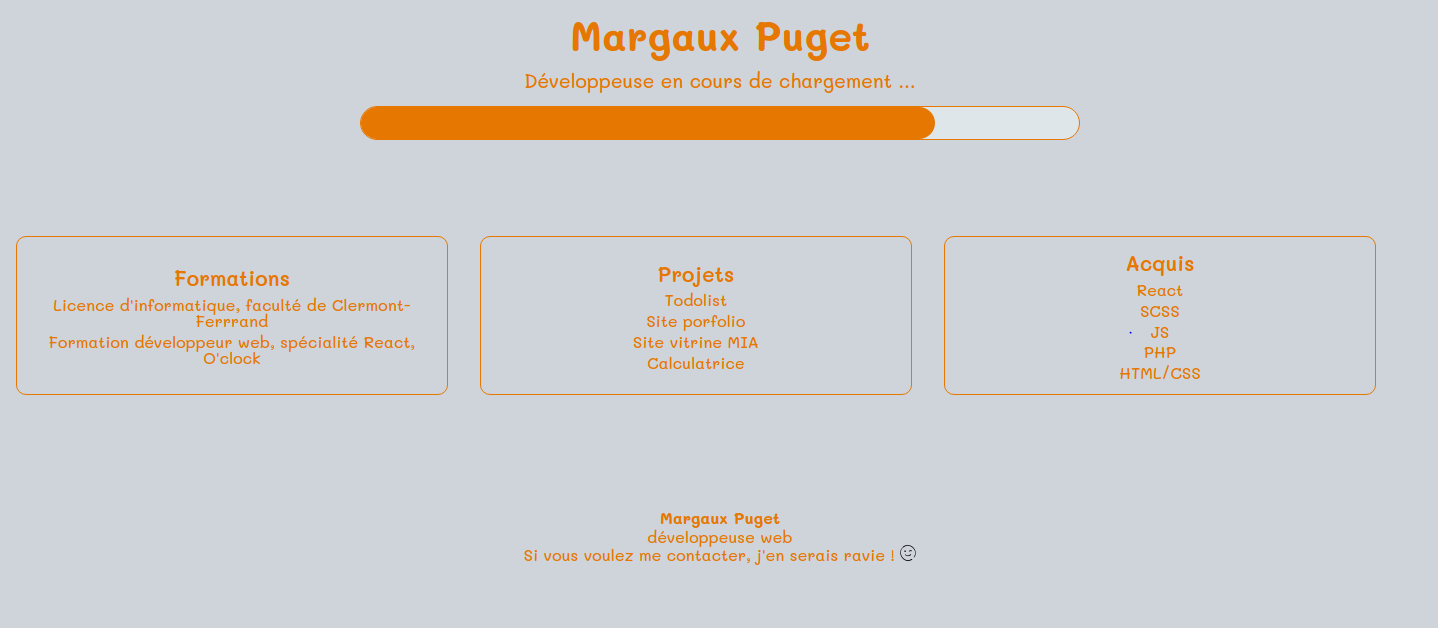 Margaux Puget
Développeuse en cours de chargement ...
Formations
Licence d'informatique, faculté de Clermont-
Ferrrand
Formation développeur web, spécialité React,
O'clock
Projets
Todolist
Site porfolio
Site vitrine MIA
Calculatrice
Acquis
React
SCSS
JS
PHP
HTML/CSS
Margaux Puget
développeuse web
Si vous voulez me contacter, j'en serais ravie !